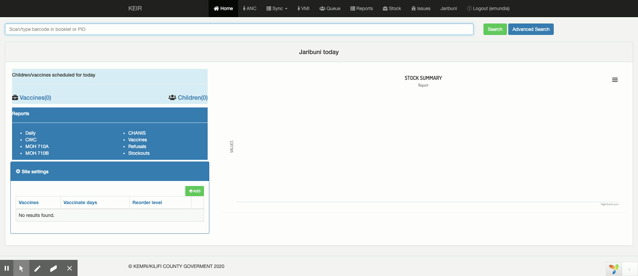 KEIR Home ANC Sync VMI Queue Reports Stock Issues Jaribuni Logout (emunda)
Scan/type barcode in booklet or PID Search Advanced Search
Jaribuni today
Children/vaccines scheduled for today
Vaccines(0) Children(0)
Reports
Daily CHANIS
CWC Vaccines
MOH 710A Refusals
MOH 710B Stockouts
Site settings
Add
Vaccines Vaccinate days Reorder level
No results found.
STOCK SUMMARY
Report
© KEMRI/KILIFI COUNTY GOVERMENT 2020